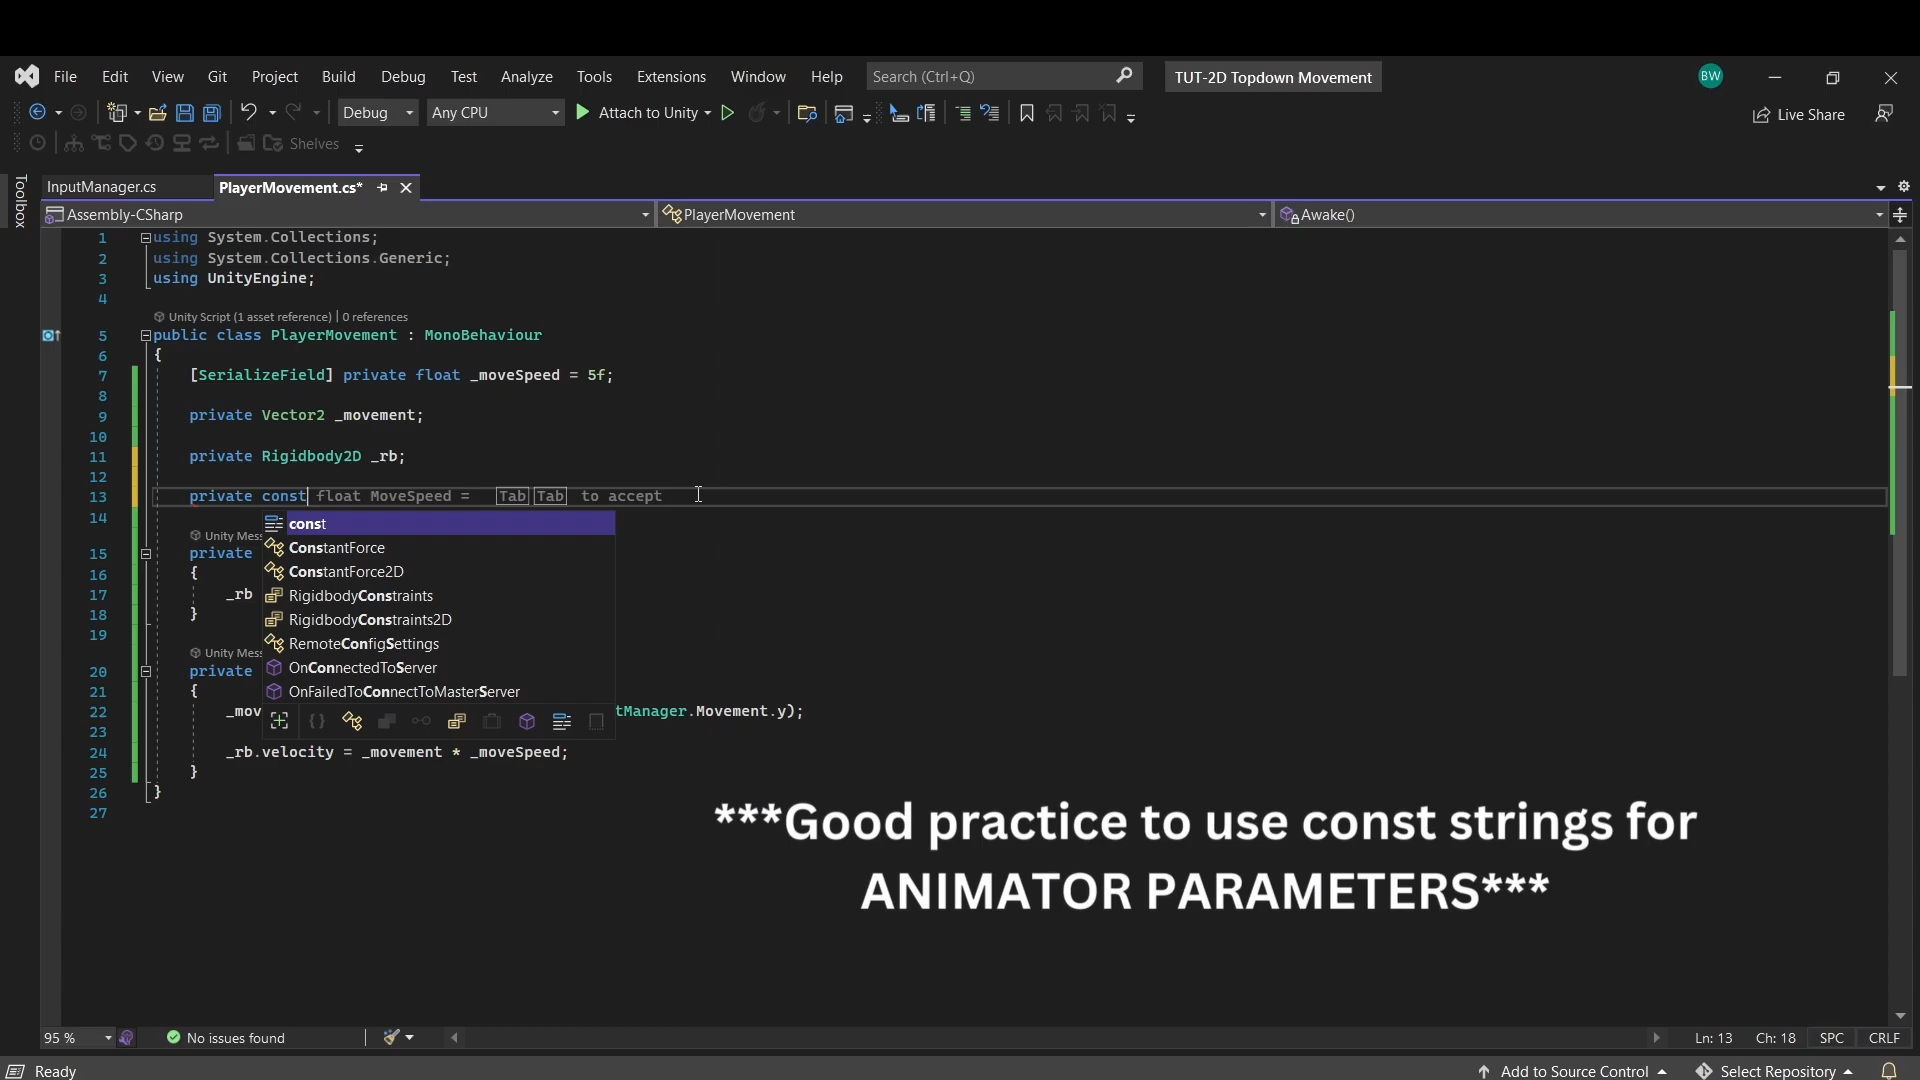 File Edit View Git Project Build Debug Test Analyze Tools Extensions Window Help Search (Ctrl+Q) TUT-2D Topdown Movement BW
Debug Any CPU Attach to Unity Live Share
Shelves
Toolbox
InputManager.cs PlayerMovement.cs*
Assembly-CSharp PlayerMovement Awake()
1 using System.Collections;
2 using System.Collections.Generic;
3 using UnityEngine;
4
Unity Script (1 asset reference) | 0 references
5 public class PlayerMovement : MonoBehaviour
6 {
7 [SerializeField] private float _moveSpeed = 5f;
8
9 private Vector2 _movement;
10
11 private Rigidbody2D _rb;
12
13 private const float MoveSpeed = Tab Tab to accept
14 const
Unity Mess ConstantForce
15 private
16 { ConstantForce2D
17 _rb RigidbodyConstraints
18 } RigidbodyConstraints2D
19 RemoteConfigSettings
Unity Mess
20 private OnConnectedToServer
21 { OnFailedToConnectToMasterServer
22 _mov tManager.Movement.y);
23
24 _rb.velocity = _movement * _moveSpeed;
25 }
26 }
27
***Good practice to use const strings for
ANIMATOR PARAMETERS***
95 % No issues found Ln: 13 Ch: 18 SPC CRLF
Ready Add to Source Control Select Repository